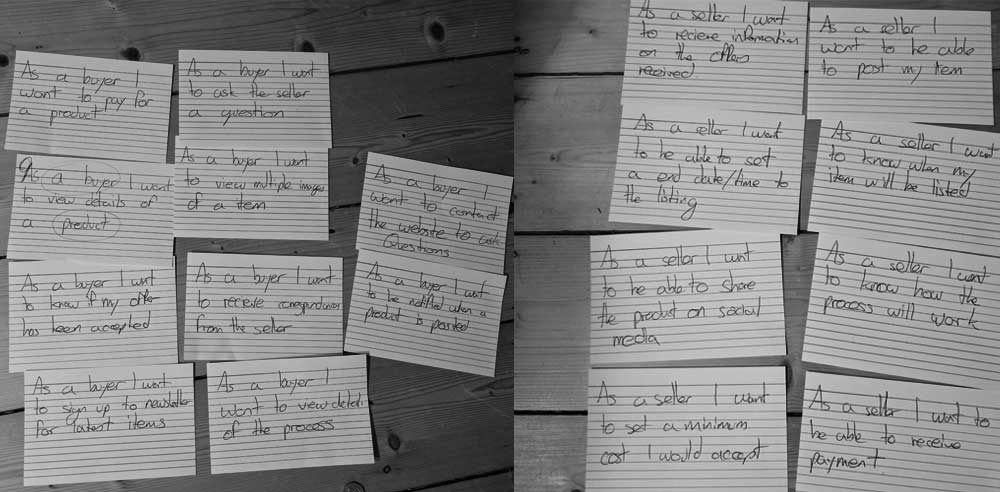 As a buyer I
want to pay for
a product
As a buyer I want
to ask the seller
a question
As a buyer I want
to view details of
a product
As a buyer I want
to view multiple images
of a item
As a buyer I
want to contact
the website to ask
Questions
As a buyer I want
to know if my offer
has been accepted
As a buyer I want
to receieve
from the seller
As a buyer I want
to be notified when a
product is posted
As a buyer I want
to sign up to newsletter
for latest items
As a buyer I
want to view details
of the process
As a seller I want
to recieve information
on the offers
received
As a seller I
want to be able
to post my item
As a seller I want
to be able to set
a end date/time to
the listing
As a seller I want
to know when my
item will be listed
As a seller I want
to be able to share
the product on social
media
As a seller I want
to know how the
process will work
As a seller I want
to set a minimum
cost I would accept
As a seller I want to
be able to receive
payment.